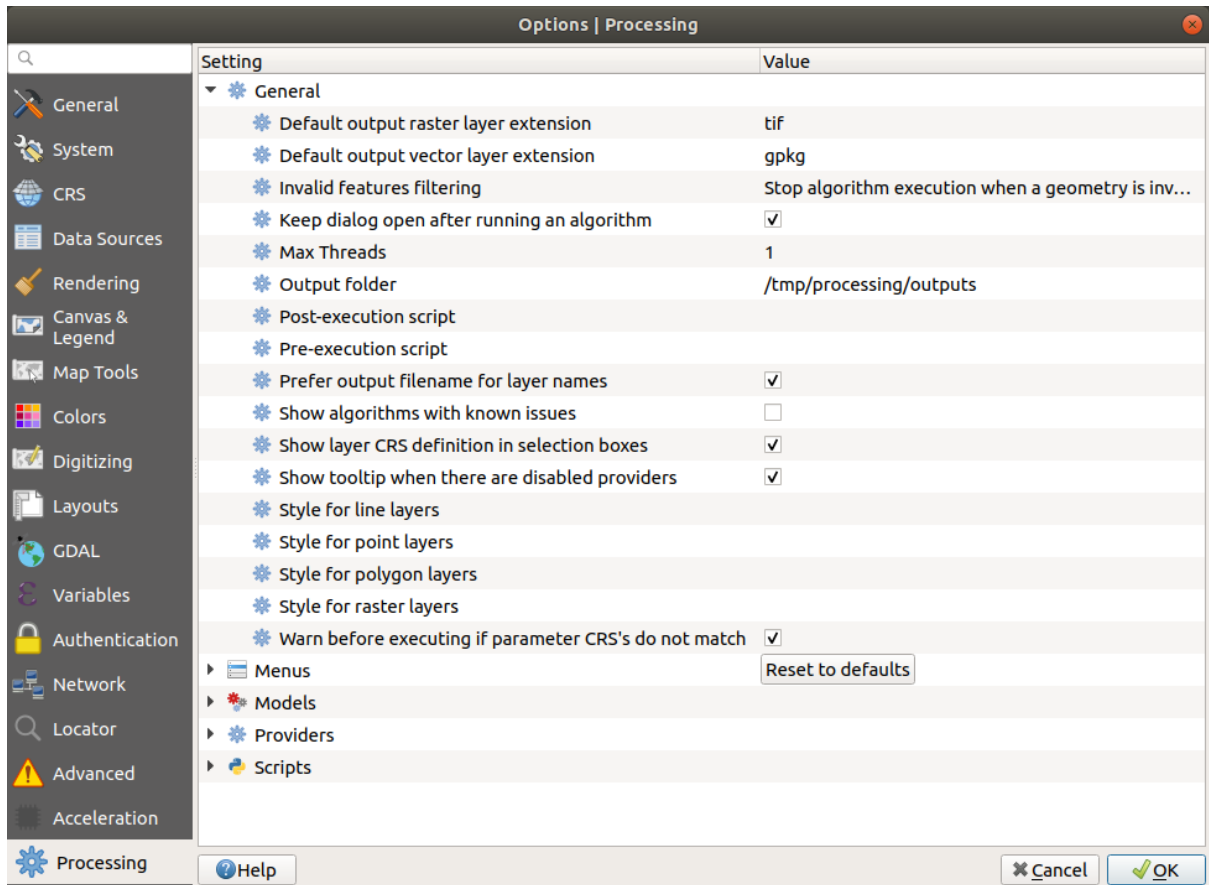 Options | Processing
General
System
CRS
Data Sources
Rendering
Canvas &
Legend
Map Tools
Colors
Digitizing
Layouts
GDAL
Variables
Authentication
Network
Locator
Advanced
Acceleration
Processing
Setting Value
General
Default output raster layer extension tif
Default output vector layer extension gpkg
Invalid features filtering Stop algorithm execution when a geometry is inv...
Keep dialog open after running an algorithm
Max Threads 1
Output folder /tmp/processing/outputs
Post-execution script
Pre-execution script
Prefer output filename for layer names
Show algorithms with known issues
Show layer CRS definition in selection boxes
Show tooltip when there are disabled providers
Style for line layers
Style for point layers
Style for polygon layers
Style for raster layers
Warn before executing if parameter CRS's do not match
Menus Reset to defaults
Models
Providers
Scripts
Help Cancel OK